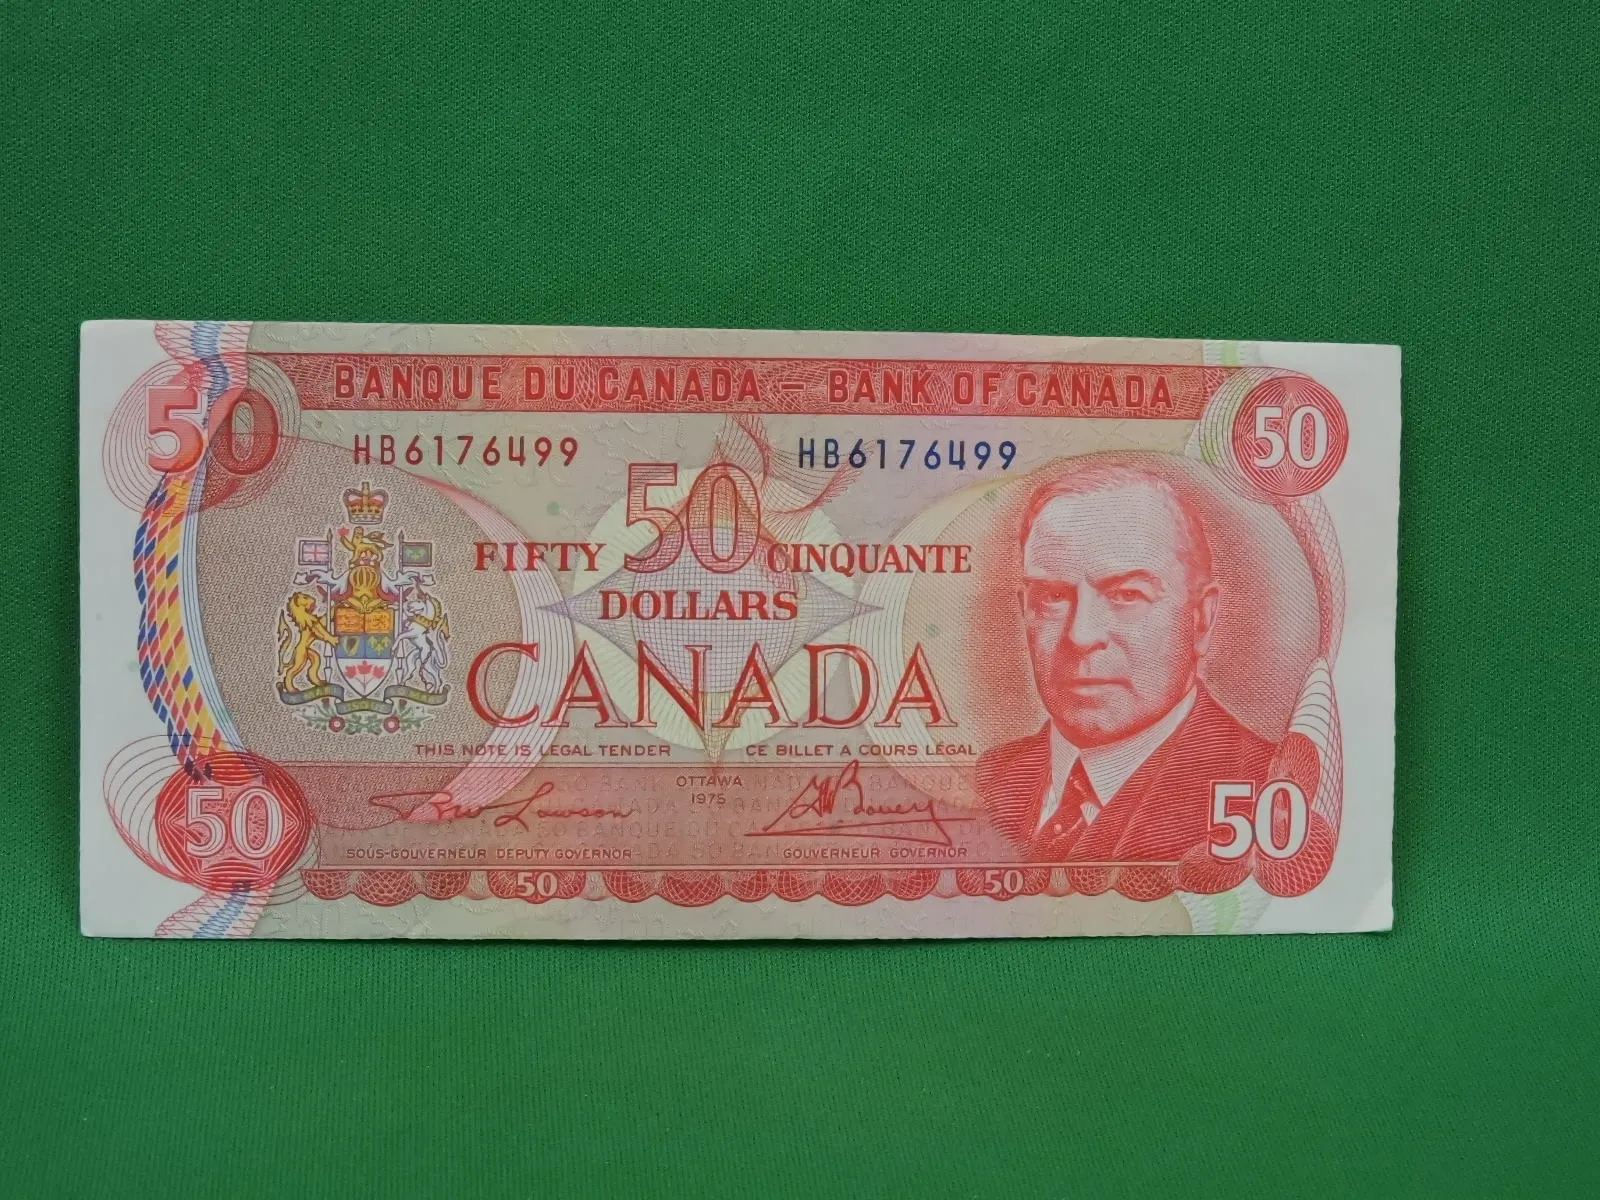 BANQUE DU CANADA – BANK OF CANADA
50 50
HB6176499 HB6176499
50
FIFTY CINQUANTE
DOLLARS
CANADA
THIS NOTE IS LEGAL TENDER CE BILLET A COURS LÉGAL
OTTAWA
1975
50 50
SOUS-GOUVERNEUR DEPUTY GOVERNOR GOUVERNEUR GOVERNOR
50 50